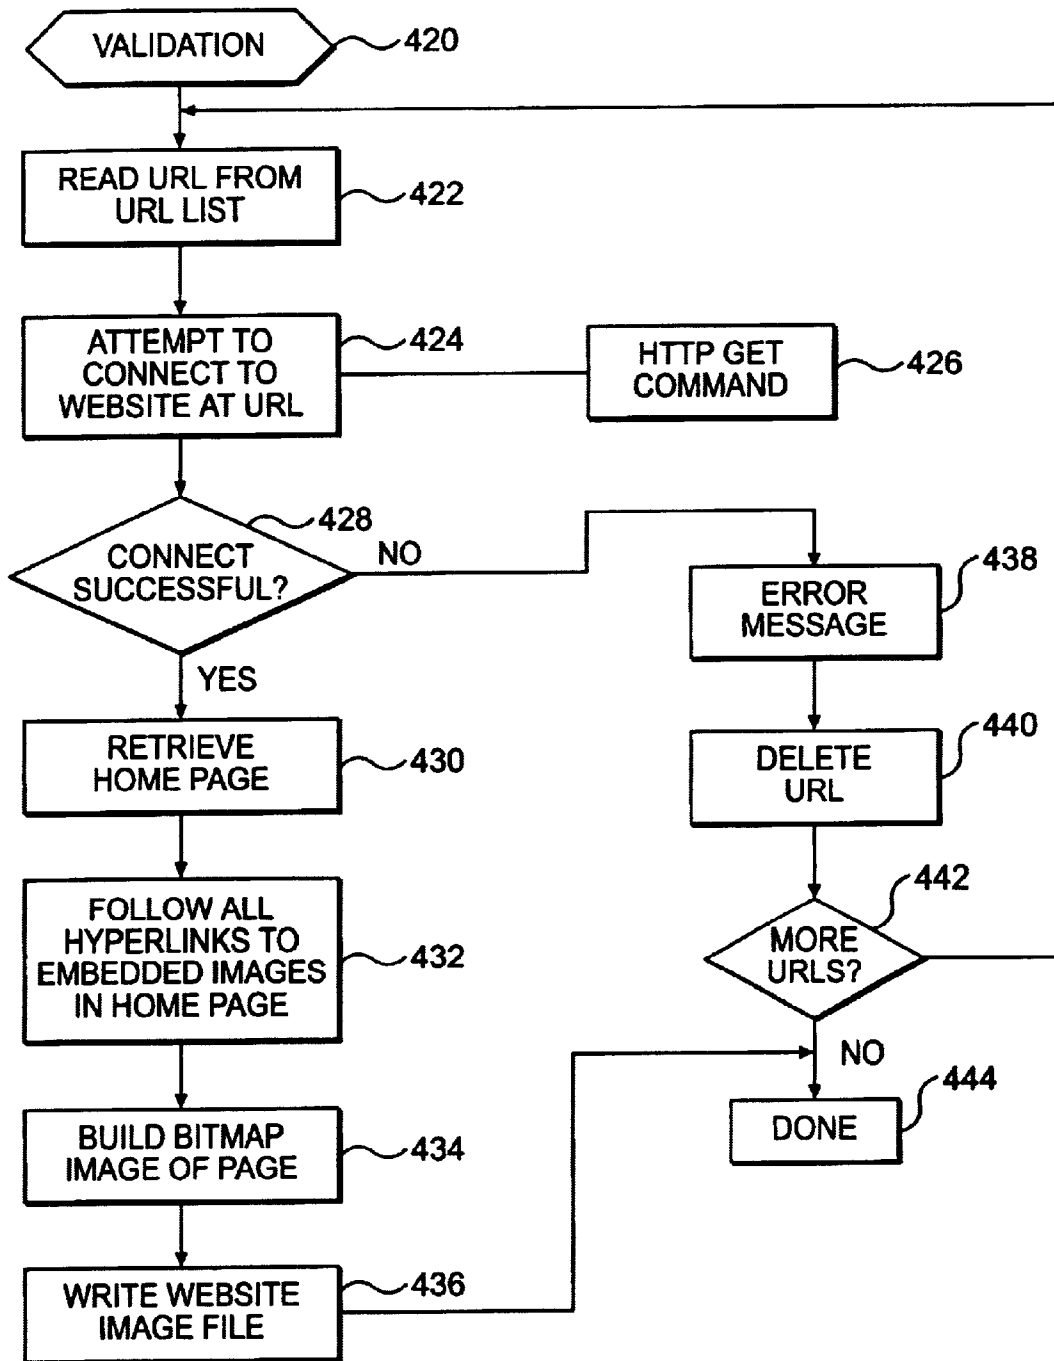 VALIDATION
420
READ URL FROM
URL LIST
422
ATTEMPT TO
CONNECT TO
WEBSITE AT URL
424
HTTP GET
COMMAND
426
CONNECT
SUCCESSFUL?
428
NO
YES
ERROR
MESSAGE
438
RETRIEVE
HOME PAGE
430
DELETE
URL
440
FOLLOW ALL
HYPERLINKS TO
EMBEDDED IMAGES
IN HOME PAGE
432
MORE
URLS?
442
NO
BUILD BITMAP
IMAGE OF PAGE
434
DONE
444
WRITE WEBSITE
IMAGE FILE
436